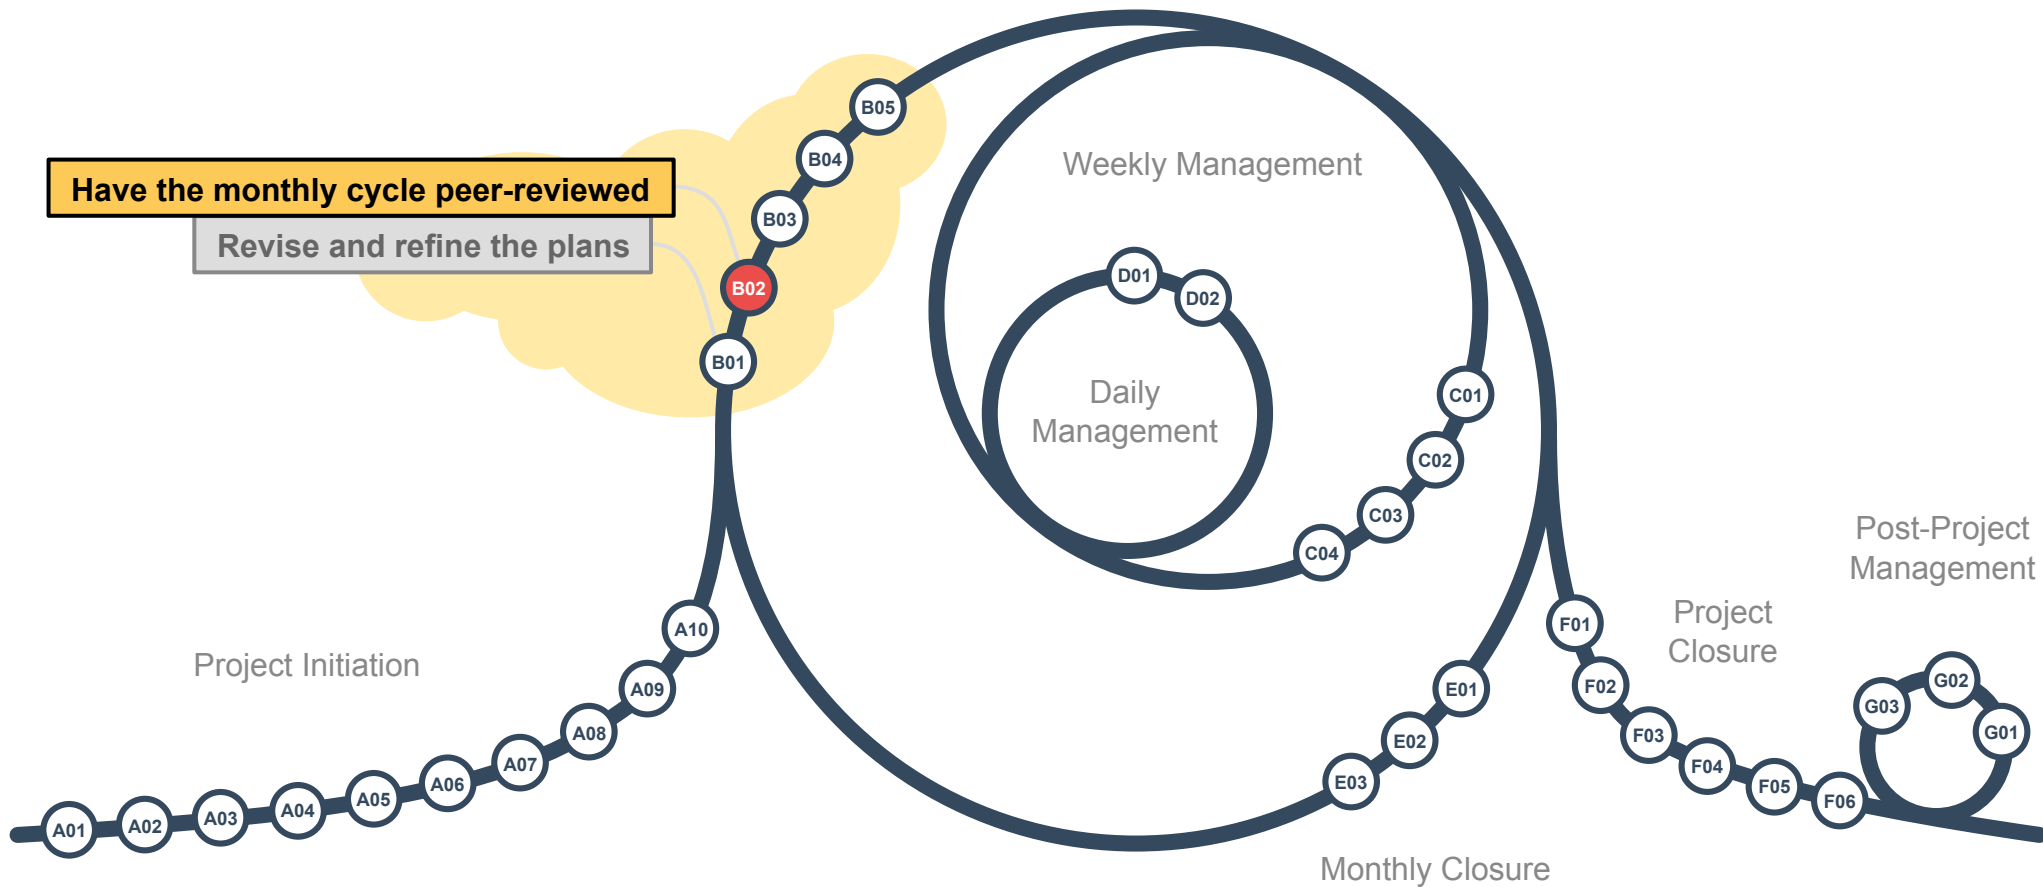 B05
B04
Weekly Management
Have the monthly cycle peer-reviewed
B03
Revise and refine the plans
B02
D01
D02
B01
Daily
Management
C01
C02
C03
C04
Post-Project
Management
Project
Closure
Project Initiation
A10
A09
A08
A07
A06
A05
A04
A03
A02
A01
E01
E02
E03
Monthly Closure
F01
F02
F03
F04
F05
F06
G03
G02
G01